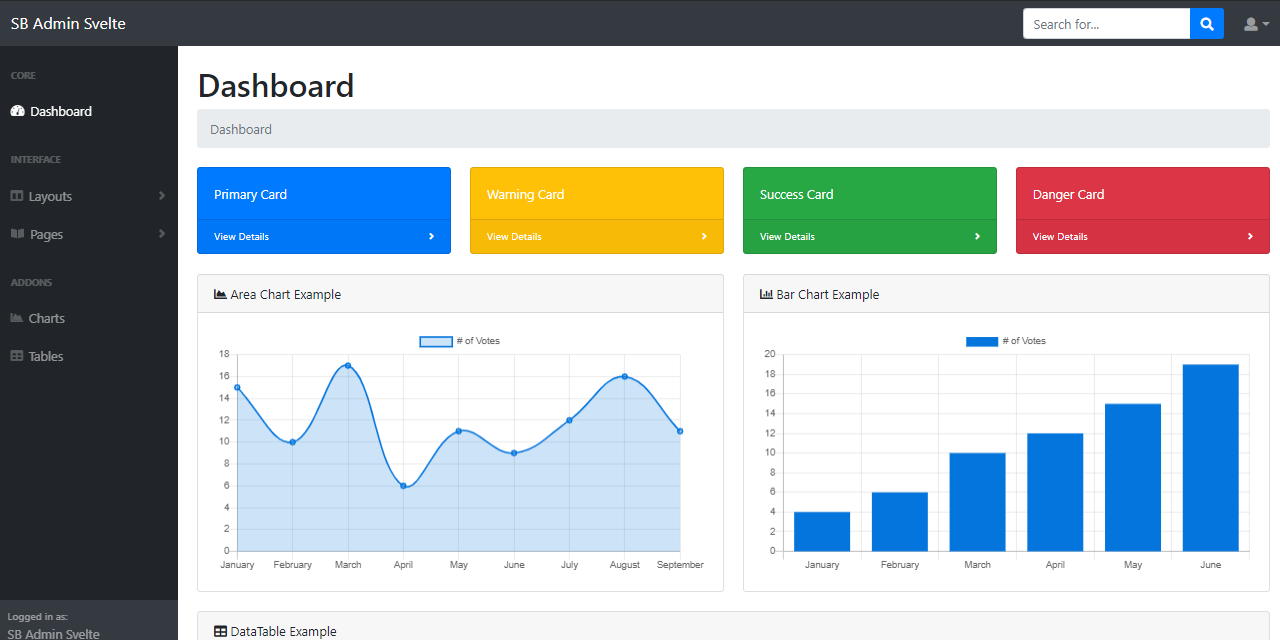 SB Admin Svelte
Search for...
CORE
Dashboard
INTERFACE
Layouts
Pages
ADDONS
Charts
Tables
Logged in as:
SB Admin Svelte
Dashboard
Dashboard
Primary Card
View Details
Warning Card
View Details
Success Card
View Details
Danger Card
View Details
Area Chart Example
# of Votes
18
16
14
12
10
8
6
4
2
0
January February March April May June July August September
Bar Chart Example
# of Votes
20
18
16
14
12
10
8
6
4
2
0
January February March April May June
DataTable Example